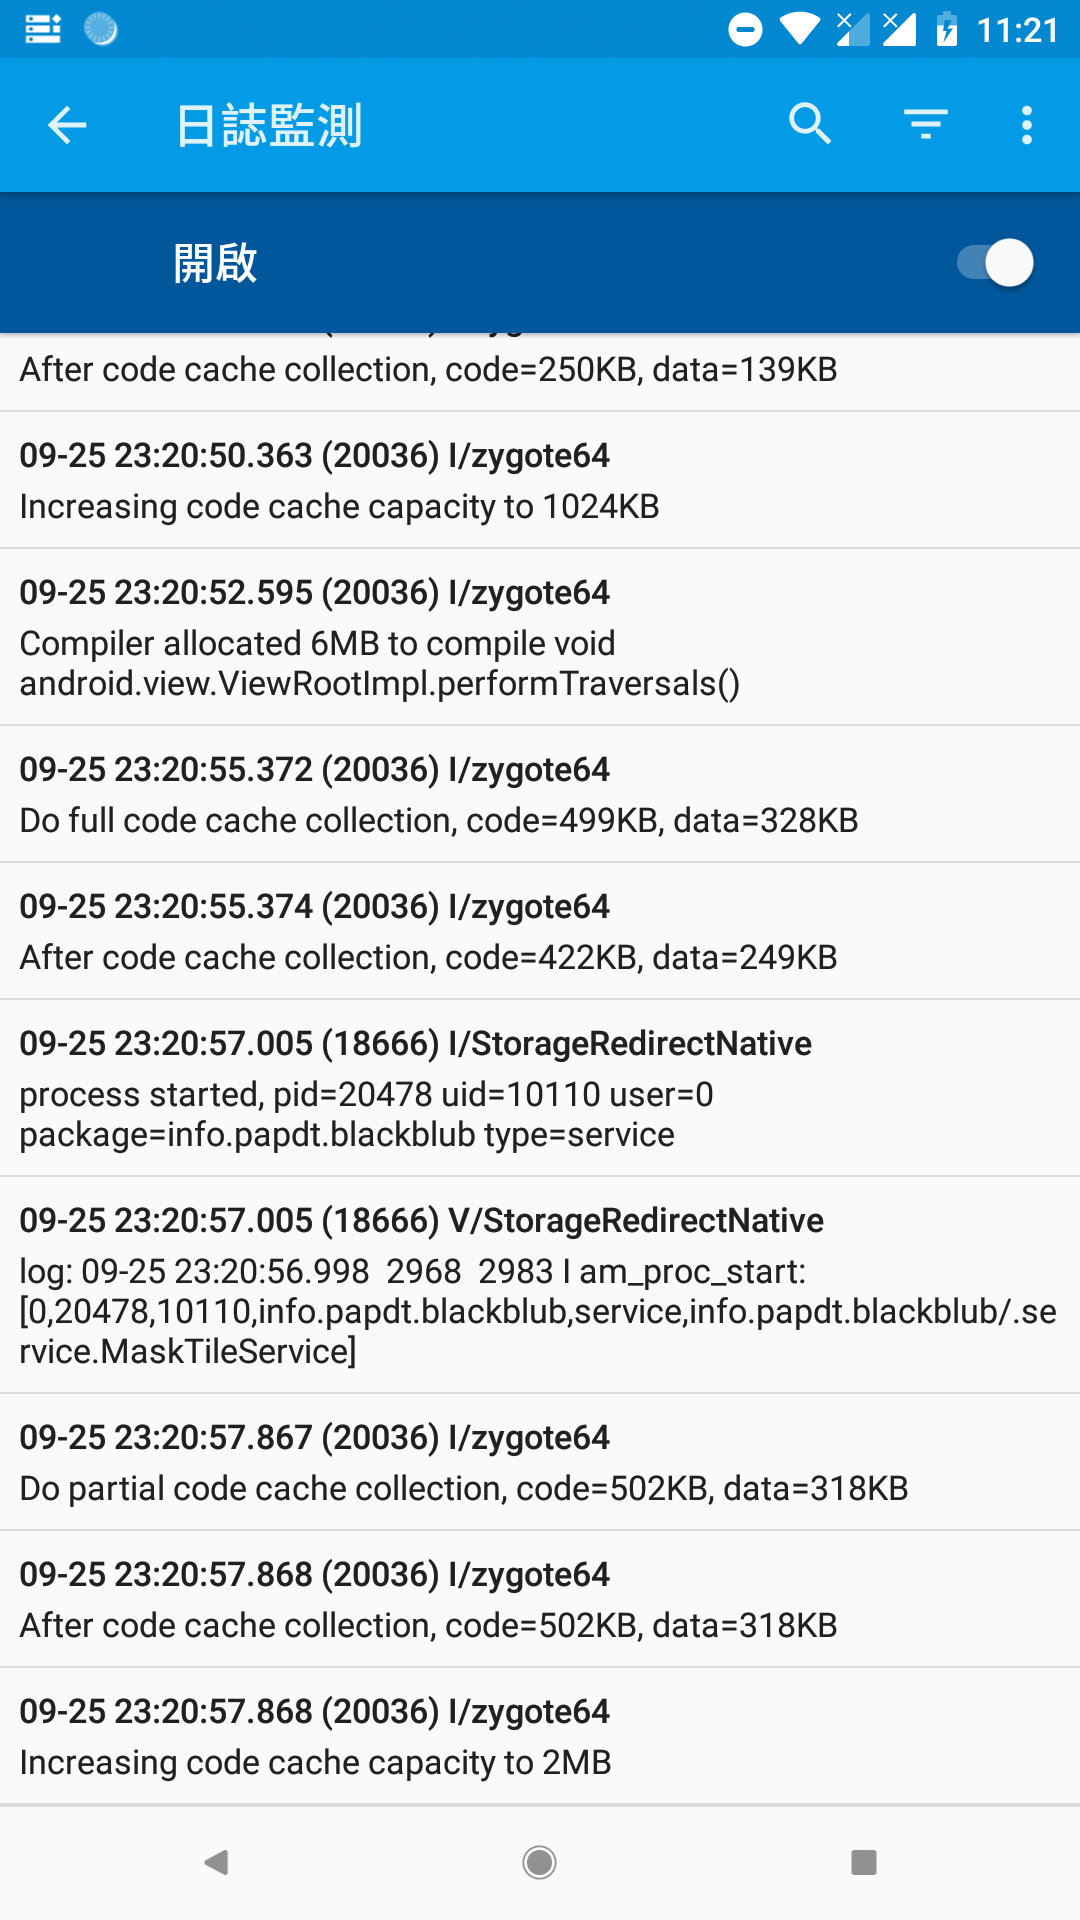 11:21
日誌監測
開啟
After code cache collection, code=250KB, data=139KB
09-25 23:20:50.363 (20036) I/zygote64
Increasing code cache capacity to 1024KB
09-25 23:20:52.595 (20036) I/zygote64
Compiler allocated 6MB to compile void
android.view.ViewRootImpl.performTraversals()
09-25 23:20:55.372 (20036) I/zygote64
Do full code cache collection, code=499KB, data=328KB
09-25 23:20:55.374 (20036) I/zygote64
After code cache collection, code=422KB, data=249KB
09-25 23:20:57.005 (18666) I/StorageRedirectNative
process started, pid=20478 uid=10110 user=0
package=info.papdt.blackblub type=service
09-25 23:20:57.005 (18666) V/StorageRedirectNative
log: 09-25 23:20:56.998  2968  2983 I am_proc_start:
[0,20478,10110,info.papdt.blackblub,service,info.papdt.blackblub/.se
rvice.MaskTileService]
09-25 23:20:57.867 (20036) I/zygote64
Do partial code cache collection, code=502KB, data=318KB
09-25 23:20:57.868 (20036) I/zygote64
After code cache collection, code=502KB, data=318KB
09-25 23:20:57.868 (20036) I/zygote64
Increasing code cache capacity to 2MB